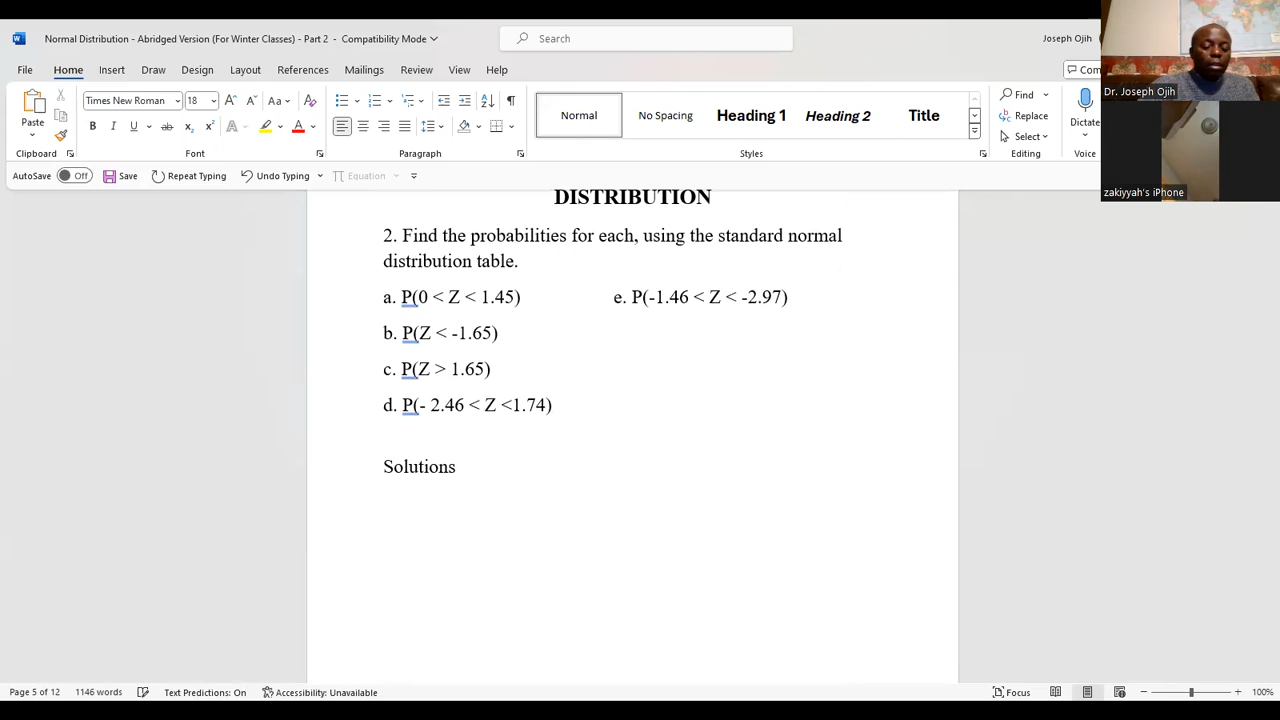 Normal Distribution - Abridged Version (For Winter Classes) - Part 2 - Compatibility Mode
Search
Joseph Ojih
File Home Insert Draw Design Layout References Mailings Review View Help
Com
Times New Roman 18
Paste
Clipboard
Font
Paragraph
Normal
No Spacing
Heading 1
Heading 2
Title
Styles
Find
Replace
Select
Editing
Dictate
Voice
AutoSave Off Save Repeat Typing Undo Typing Equation
Dr. Joseph Ojih
zakiyyah's iPhone
DISTRIBUTION
2. Find the probabilities for each, using the standard normal
distribution table.
a. P(0 < Z < 1.45) e. P(-1.46 < Z < -2.97)
b. P(Z < -1.65)
c. P(Z > 1.65)
d. P(- 2.46 < Z <1.74)
Solutions
Page 5 of 12 1146 words Text Predictions: On Accessibility: Unavailable Focus 100%